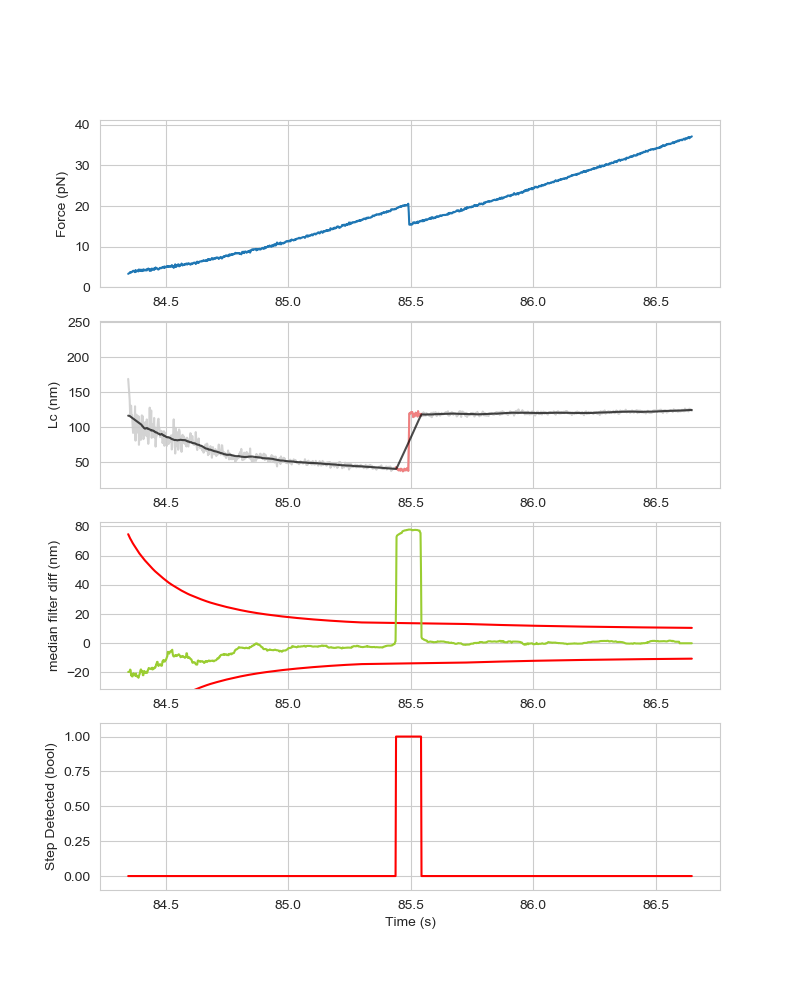 40
30
20
10
0
Force (pN)
84.5 85.0 85.5 86.0 86.5
250
200
150
100
50
Lc (nm)
84.5 85.0 85.5 86.0 86.5
80
60
40
20
0
−20
median filter diff (nm)
84.5 85.0 85.5 86.0 86.5
1.00
0.75
0.50
0.25
0.00
Step Detected (bool)
84.5 85.0 85.5 86.0 86.5
Time (s)